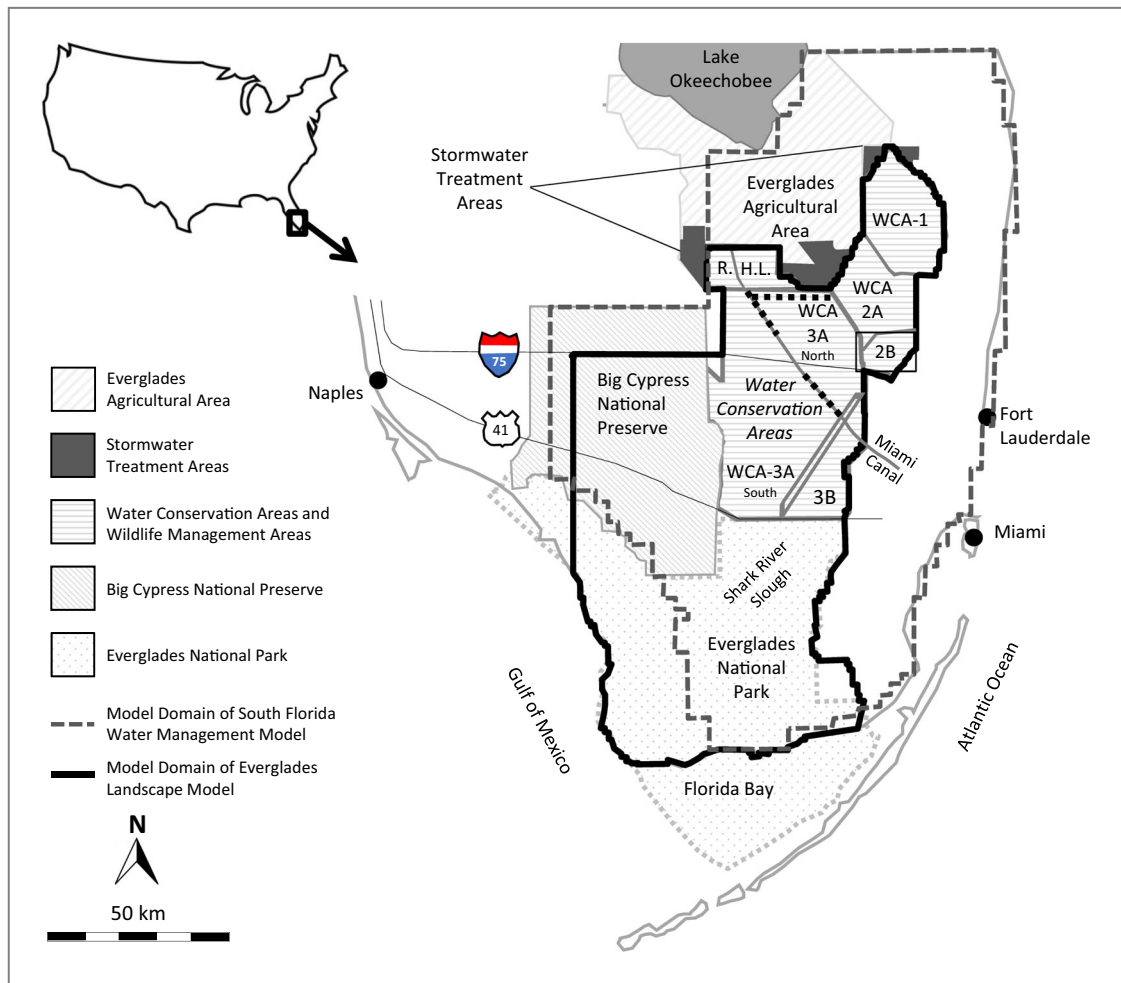 Lake
Okeechobee
Stormwater
Treatment
Areas
Everglades
Agricultural
Area
WCA-1
R. H.L.
WCA
2A
WCA
3A
North
2B
75
Big Cypress
National
Preserve
Water
Conservation
Areas
Naples
41
Fort
Lauderdale
Miami
Canal
WCA-3A
South
3B
Miami
Shark River
Slough
Everglades
National
Park
Gulf of Mexico
Atlantic Ocean
Florida Bay
Everglades
Agricultural Area
Stormwater
Treatment Areas
Water Conservation Areas and
Wildlife Management Areas
Big Cypress National Preserve
Everglades National Park
Model Domain of South Florida
Water Management Model
Model Domain of Everglades
Landscape Model
N
50 km